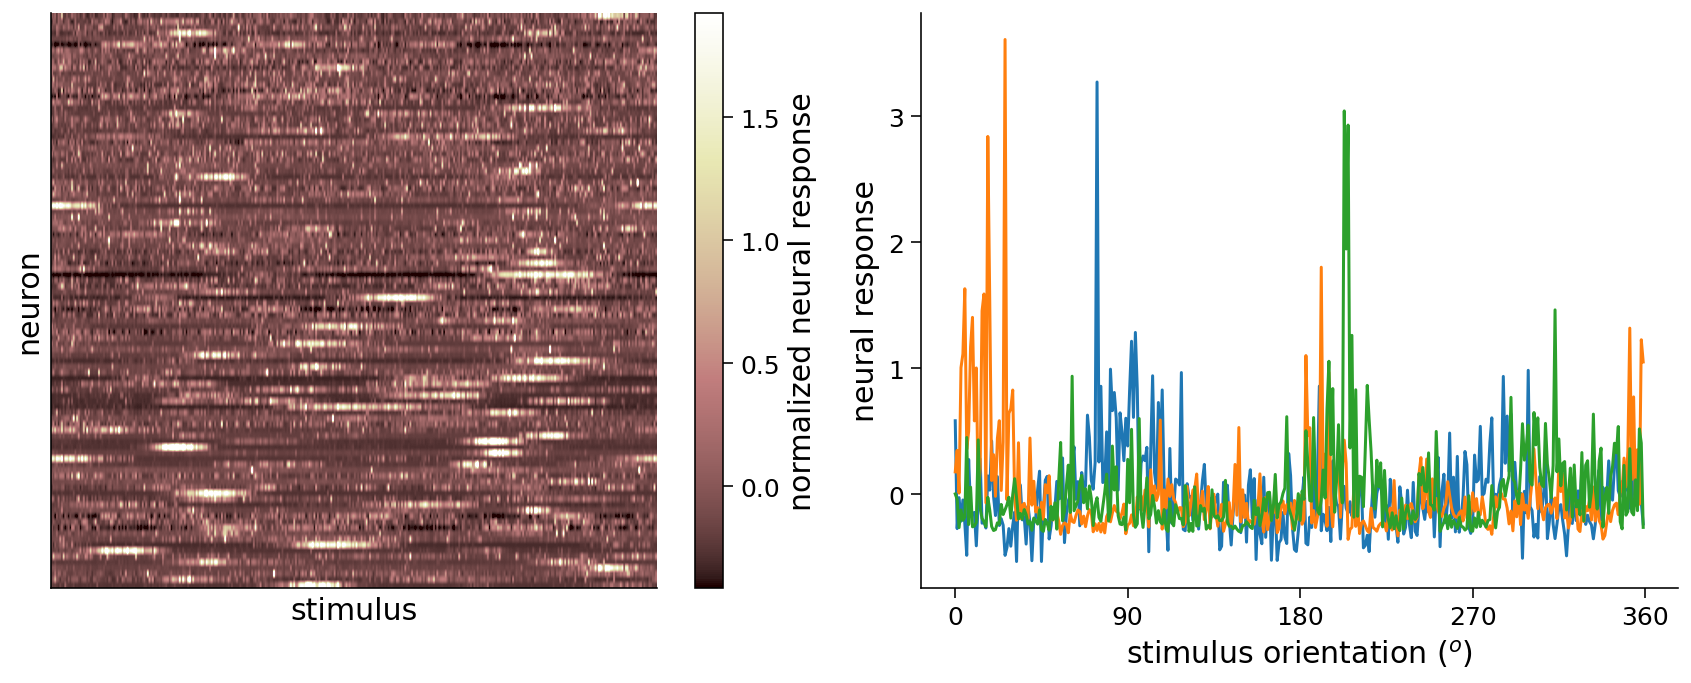 neuron
stimulus
1.5
1.0
0.5
0.0
normalized neural response
neural response
3
2
1
0
0 90 180 270 360
stimulus orientation (º)